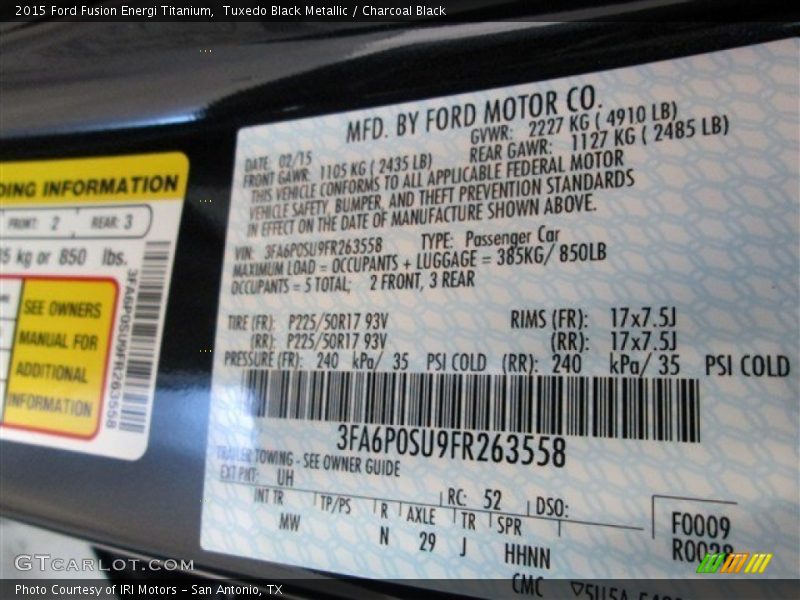 2015 Ford Fusion Energi Titanium,  Tuxedo Black Metallic / Charcoal Black
DING INFORMATION
FRONT: 2 REAR: 3
kg or 850 lbs.
SEE OWNERS
MANUAL FOR
ADDITIONAL
INFORMATION
3FA6P0SU9FR263558
MFD. BY FORD MOTOR CO.
DATE: 02/15 GVWR: 2227 KG ( 4910 LB)
FRONT GAWR: 1105 KG ( 2435 LB) REAR GAWR: 1127 KG ( 2485 LB)
THIS VEHICLE CONFORMS TO ALL APPLICABLE FEDERAL MOTOR
VEHICLE SAFETY, BUMPER, AND THEFT PREVENTION STANDARDS
IN EFFECT ON THE DATE OF MANUFACTURE SHOWN ABOVE.
VIN: 3FA6P0SU9FR263558 TYPE: Passenger Car
MAXIMUM LOAD = OCCUPANTS + LUGGAGE = 385KG/ 850LB
OCCUPANTS = 5 TOTAL; 2 FRONT, 3 REAR
TIRE (FR): P225/50R17 93V RIMS (FR): 17x7.5J
(RR): P225/50R17 93V (RR): 17x7.5J
PRESSURE (FR): 240 kPa/ 35 PSI COLD (RR): 240 kPa/ 35 PSI COLD
3FA6P0SU9FR263558
TRAILER TOWING - SEE OWNER GUIDE
EXT PNT: UH RC: 52 DSO:
INT TR TP/PS R AXLE TR SPR F0009
MW N 29 J HHNN R0028
CMC
GTCARLOT.COM
Photo Courtesy of IRI Motors - San Antonio, TX